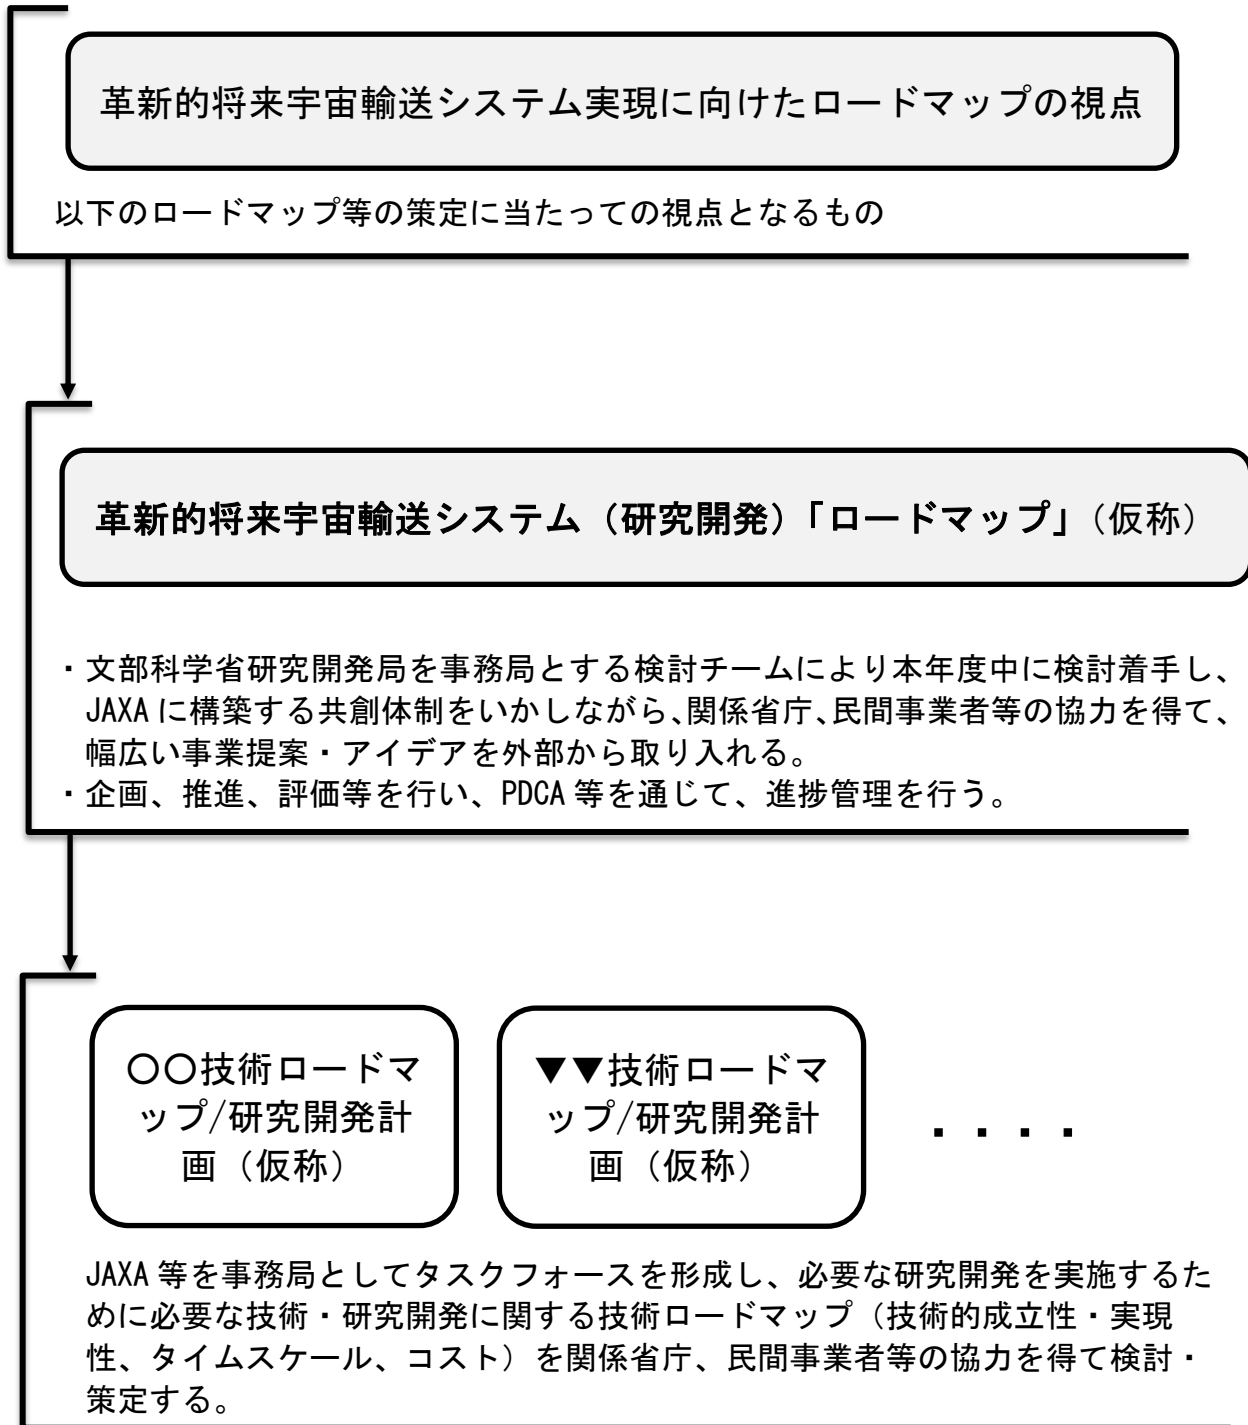 革新的将来宇宙輸送システム実現に向けたロードマップの視点
以下のロードマップ等の策定に当たっての視点となるもの
革新的将来宇宙輸送システム（研究開発）「ロードマップ」（仮称）
・文部科学省研究開発局を事務局とする検討チームにより本年度中に検討着手し、
JAXAに構築する共創体制をいかしながら、関係省庁、民間事業者等の協力を得て、
幅広い事業提案・アイデアを外部から取り入れる。
・企画、推進、評価等を行い、PDCA等を通じて、進捗管理を行う。
〇〇技術ロードマ
ップ/研究開発計
画（仮称）
▼▼技術ロードマ
ップ/研究開発計
画（仮称）
・・・・
JAXA等を事務局としてタスクフォースを形成し、必要な研究開発を実施するた
めに必要な技術・研究開発に関する技術ロードマップ（技術的成立性・実現
性、タイムスケール、コスト）を関係省庁、民間事業者等の協力を得て検討・
策定する。